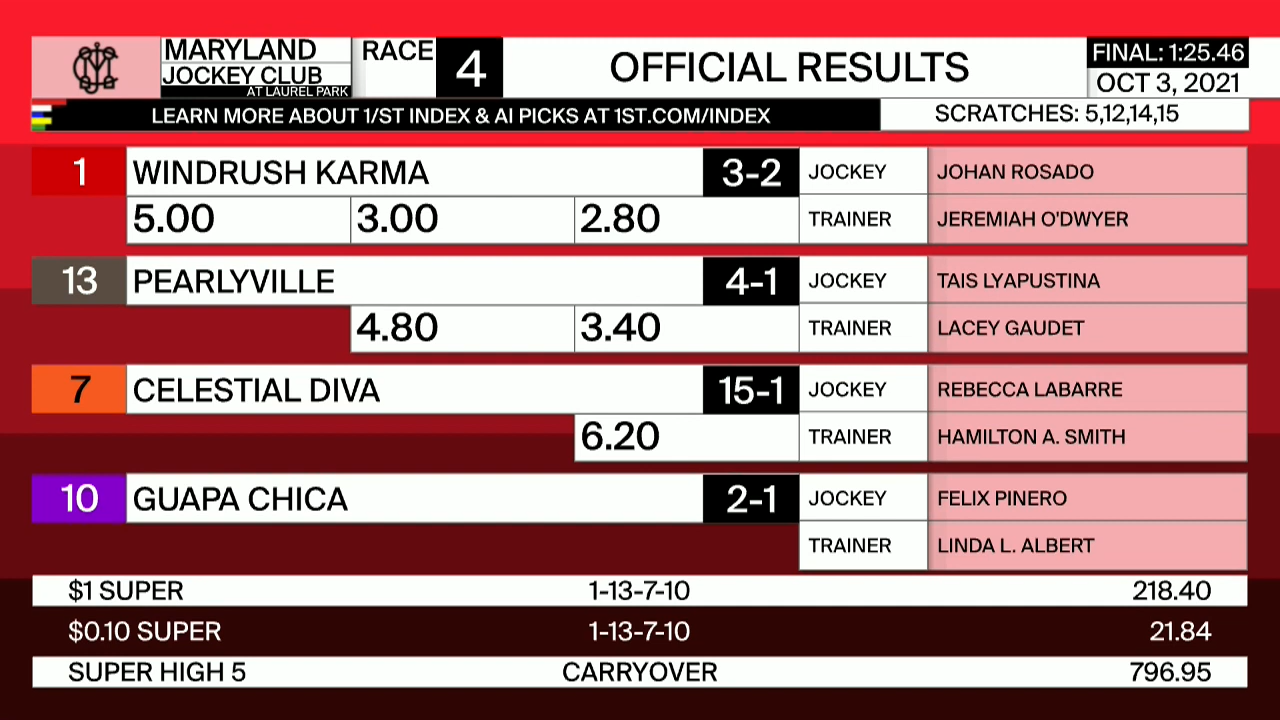 MARYLAND
JOCKEY CLUB
AT LAUREL PARK
RACE 4
OFFICIAL RESULTS
FINAL: 1:25.46
OCT 3, 2021
LEARN MORE ABOUT 1/ST INDEX & AI PICKS AT 1ST.COM/INDEX
SCRATCHES: 5,12,14,15
1 WINDRUSH KARMA 3-2 JOCKEY JOHAN ROSADO
5.00 3.00 2.80 TRAINER JEREMIAH O'DWYER
13 PEARLYVILLE 4-1 JOCKEY TAIS LYAPUSTINA
4.80 3.40 TRAINER LACEY GAUDET
7 CELESTIAL DIVA 15-1 JOCKEY REBECCA LABARRE
6.20 TRAINER HAMILTON A. SMITH
10 GUAPA CHICA 2-1 JOCKEY FELIX PINERO
TRAINER LINDA L. ALBERT
$1 SUPER 1-13-7-10 218.40
$0.10 SUPER 1-13-7-10 21.84
SUPER HIGH 5 CARRYOVER 796.95